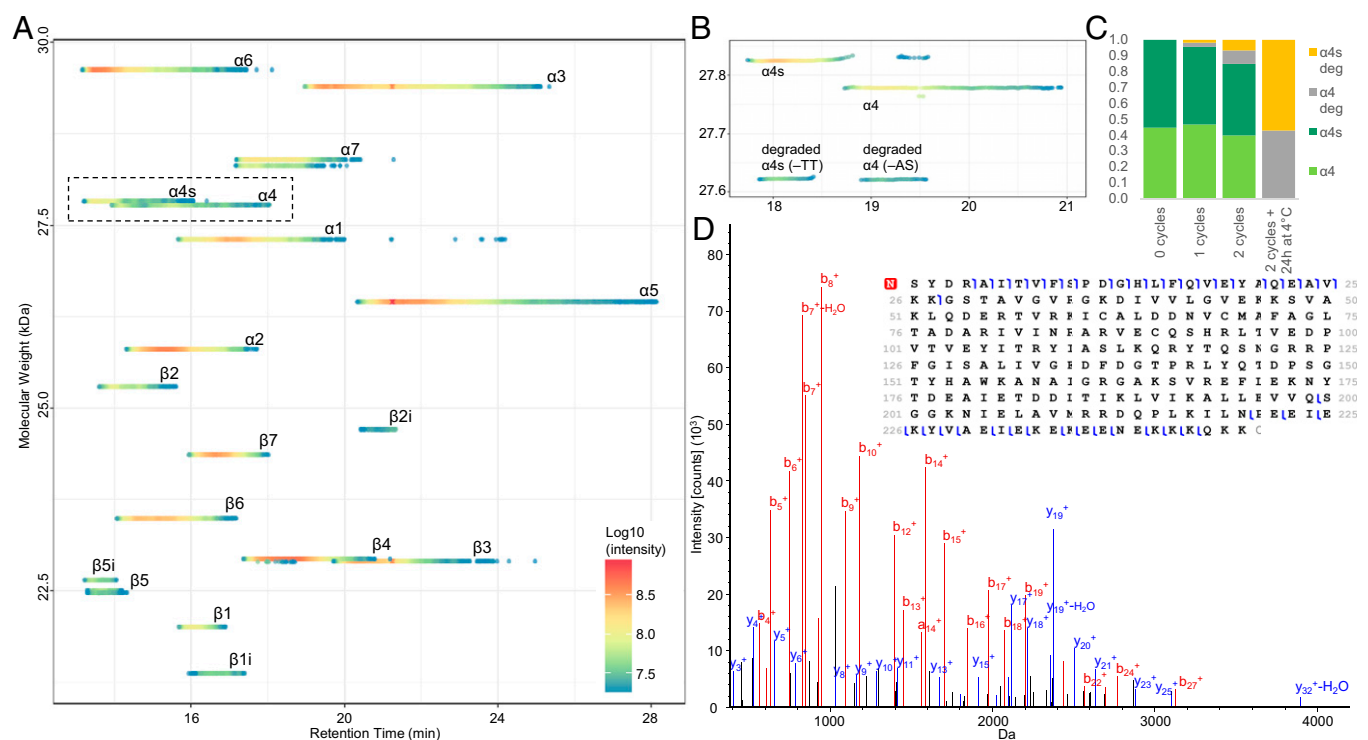 A
Molecular Weight (kDa)
30.0
27.5
25.0
22.5
α6
α3
α7
α4s
α4
α1
α5
α2
β2
β2i
β7
β6
β4
β3
β5i
β5
β1
β1i
Log10
(intensity)
8.5
8.0
7.5
16
20
24
28
Retention Time (min)
B
27.8
27.7
27.6
α4s
α4
degraded
α4s (–TT)
degraded
α4 (–AS)
18
19
20
21
C
1.0
0.9
0.8
0.7
0.6
0.5
0.4
0.3
0.2
0.1
0.0
α4s
deg
α4
deg
α4s
α4
0 cycles
1 cycles
2 cycles
2 cycles +
24h at 4°C
D
Intensity [counts] (10³)
80
70
60
50
40
30
20
10
0
1000
2000
3000
4000
Da
b8+
b7+-H2O
b7+
b6+
b5+
b10+
b9+
b14+
b12+
b15+
b13+
a14+
b17+
b16+
b18+
b19+
y19+
y17+
y19+-H2O
y18+
y4+
b4+
y5+
y3+
y6+
y8+
y9+
y10+
y11+
y13+
y15+
y20+
y21+
b22+
b24+
y23+
y25+
b27+
y32+-H2O
N S Y D R A I T V F S P D G H L F Q V E Y A Q E A V 25
26 K K G S T A V G V R G K D I V V L G V E K K S V A 50
51 K L Q D E R T V R K I C A L D D N V C M A F A G L 75
76 T A D A R I V I N R A R V E C Q S H R L T V E D P 100
101 V T V E Y I T R Y I A S L K Q R Y T Q S N G R R P 125
126 F G I S A L I V G F D F D G T P R L Y Q T D P S G 150
151 T Y H A W K A N A I G R G A K S V R E F L E K N Y 175
176 T D E A I E T D D L T I K L V I K A L L E V V Q S 200
201 G G K N I E L A V M R R D Q P L K I L N P E E I E 225
226 K Y V A E I E K E K E E N E K K K Q K K C